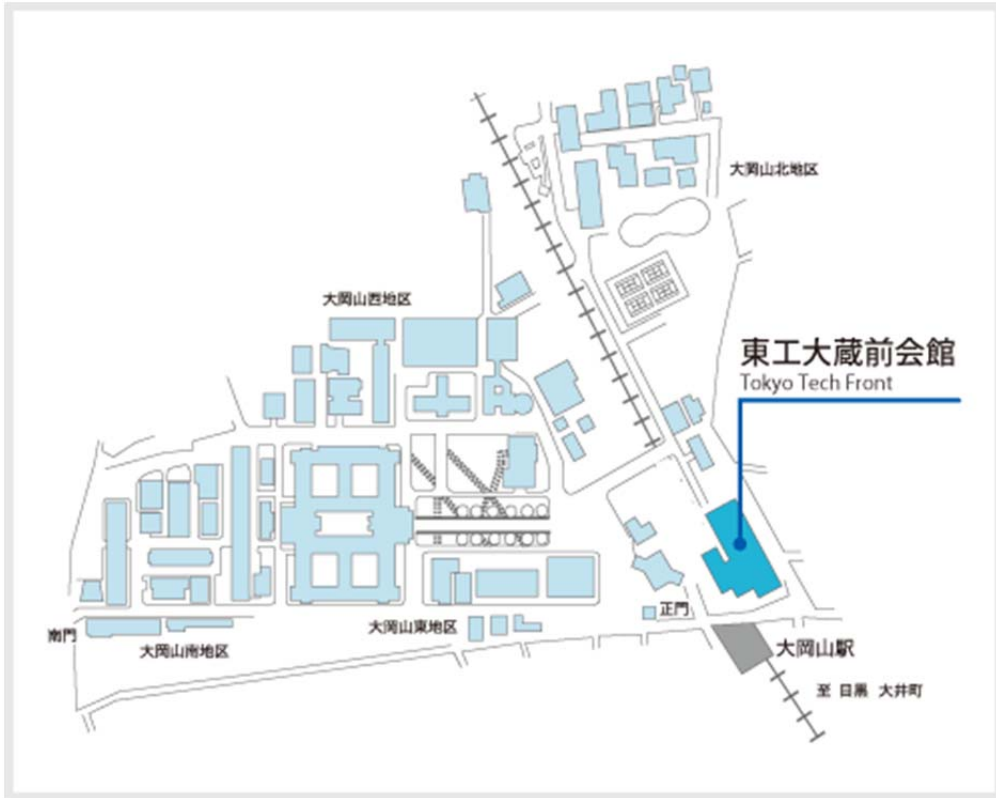 大岡山北地区
大岡山西地区
東工大蔵前会館
Tokyo Tech Front
正門
南門
大岡山東地区
大岡山南地区
大岡山駅
至 目黒 大井町